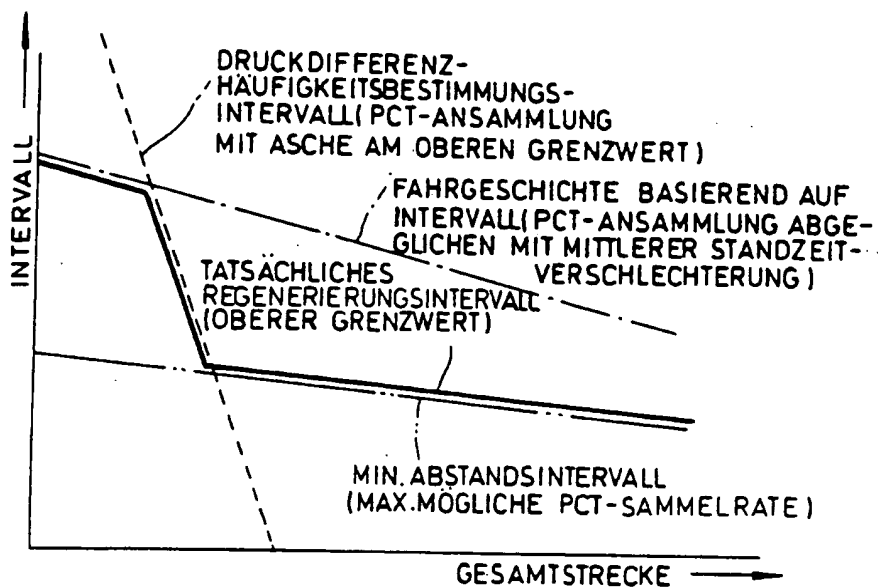 DRUCKDIFFERENZ-
HÄUFIGKEITSBESTIMMUNGS-
INTERVALL(PCT-ANSAMMLUNG
MIT ASCHE AM OBEREN GRENZWERT)
FAHRGESCHICHTE BASIEREND AUF
INTERVALL(PCT-ANSAMMLUNG ABGE-
GLICHEN MIT MITTLERER STANDZEIT-
VERSCHLECHTERUNG)
TATSÄCHLICHES
REGENERIERUNGSINTERVALL
(OBERER GRENZWERT)
MIN. ABSTANDSINTERVALL
(MAX.MÖGLICHE PCT-SAMMELRATE)
INTERVALL
GESAMTSTRECKE